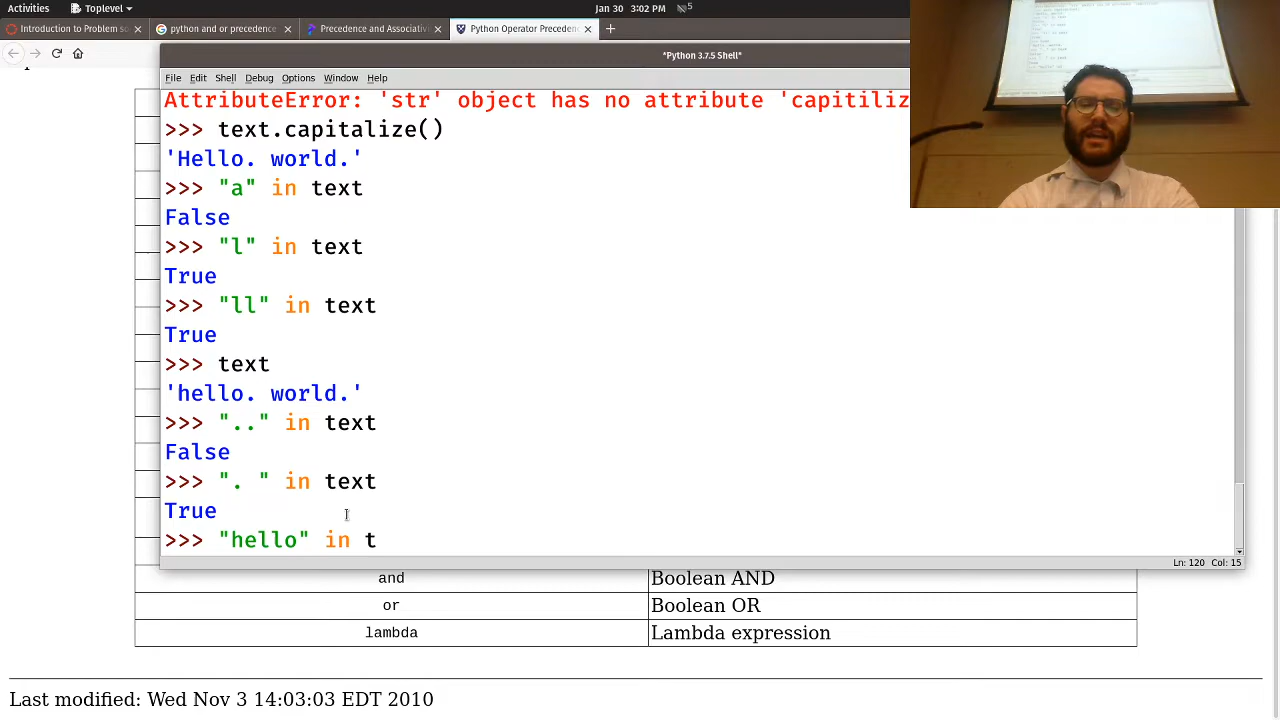 Activities
Toplevel
Jan 30 3:02 PM
5
Introduction to Problem so
python and or precedence
Precedence and Associativ
Python Operator Precedenc
*Python 3.7.5 Shell*
File Edit Shell Debug Options Window Help
AttributeError: 'str' object has no attribute 'capitiliz
>>> text.capitalize()
'Hello. world.'
>>> "a" in text
False
>>> "l" in text
True
>>> "ll" in text
True
>>> text
'hello. world.'
>>> ".." in text
False
>>> ". " in text
True
>>> "hello" in t
Ln: 120 Col: 15
and Boolean AND
or Boolean OR
lambda Lambda expression
Last modified: Wed Nov 3 14:03:03 EDT 2010